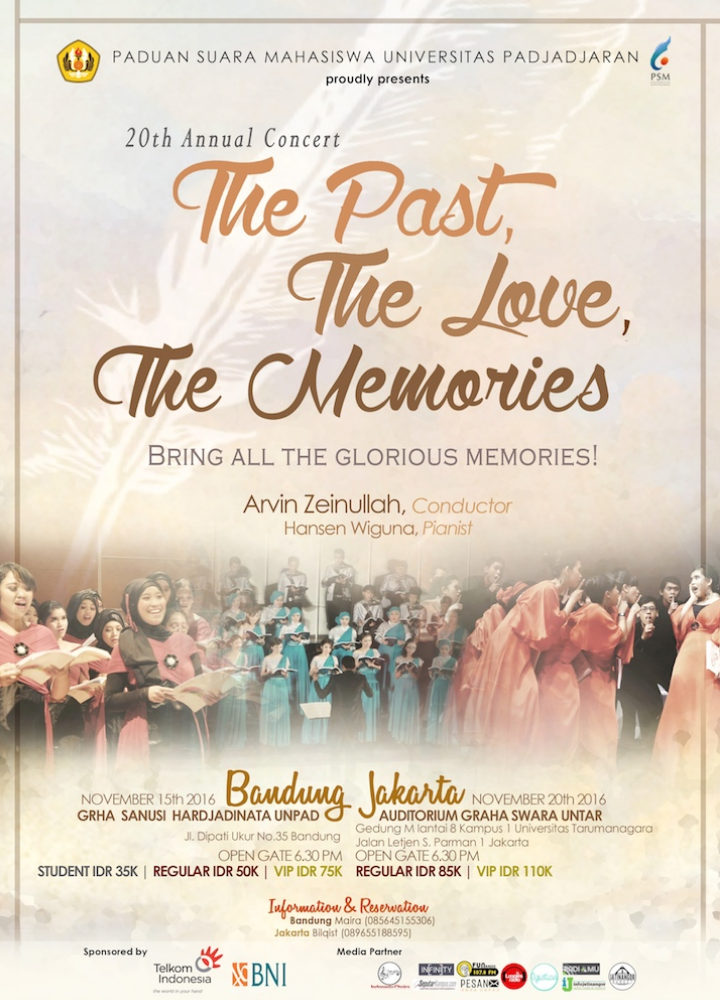 PADUAN SUARA MAHASISWA UNIVERSITAS PADJADJARAN
proudly presents
PSM
20th Annual Concert
The Past,
The Love,
The Memories
BRING ALL THE GLORIOUS MEMORIES!
Arvin Zeinullah, Conductor
Hansen Wiguna, Pianist
Bandung
NOVEMBER 15th 2016
GRHA SANUSI HARDJADINATA UNPAD
Jl. Dipati Ukur No.35 Bandung
OPEN GATE 6.30 PM
STUDENT IDR 35K | REGULAR IDR 50K | VIP IDR 75K
Jakarta
NOVEMBER 20th 2016
AUDITORIUM GRAHA SWARA UNTAR
Gedung M lantai 8 Kampus 1 Universitas Tarumanagara
Jalan Letjen S. Parman 1 Jakarta
OPEN GATE 6.30 PM
REGULAR IDR 85K | VIP IDR 110K
Information & Reservation
Bandung Maira (085645155306)
Jakarta Bilqist (089655188595)
Sponsored by
Telkom
Indonesia
the world in your hand
BNI
Media Partner
INFINITY
107.8 FM
PESAN